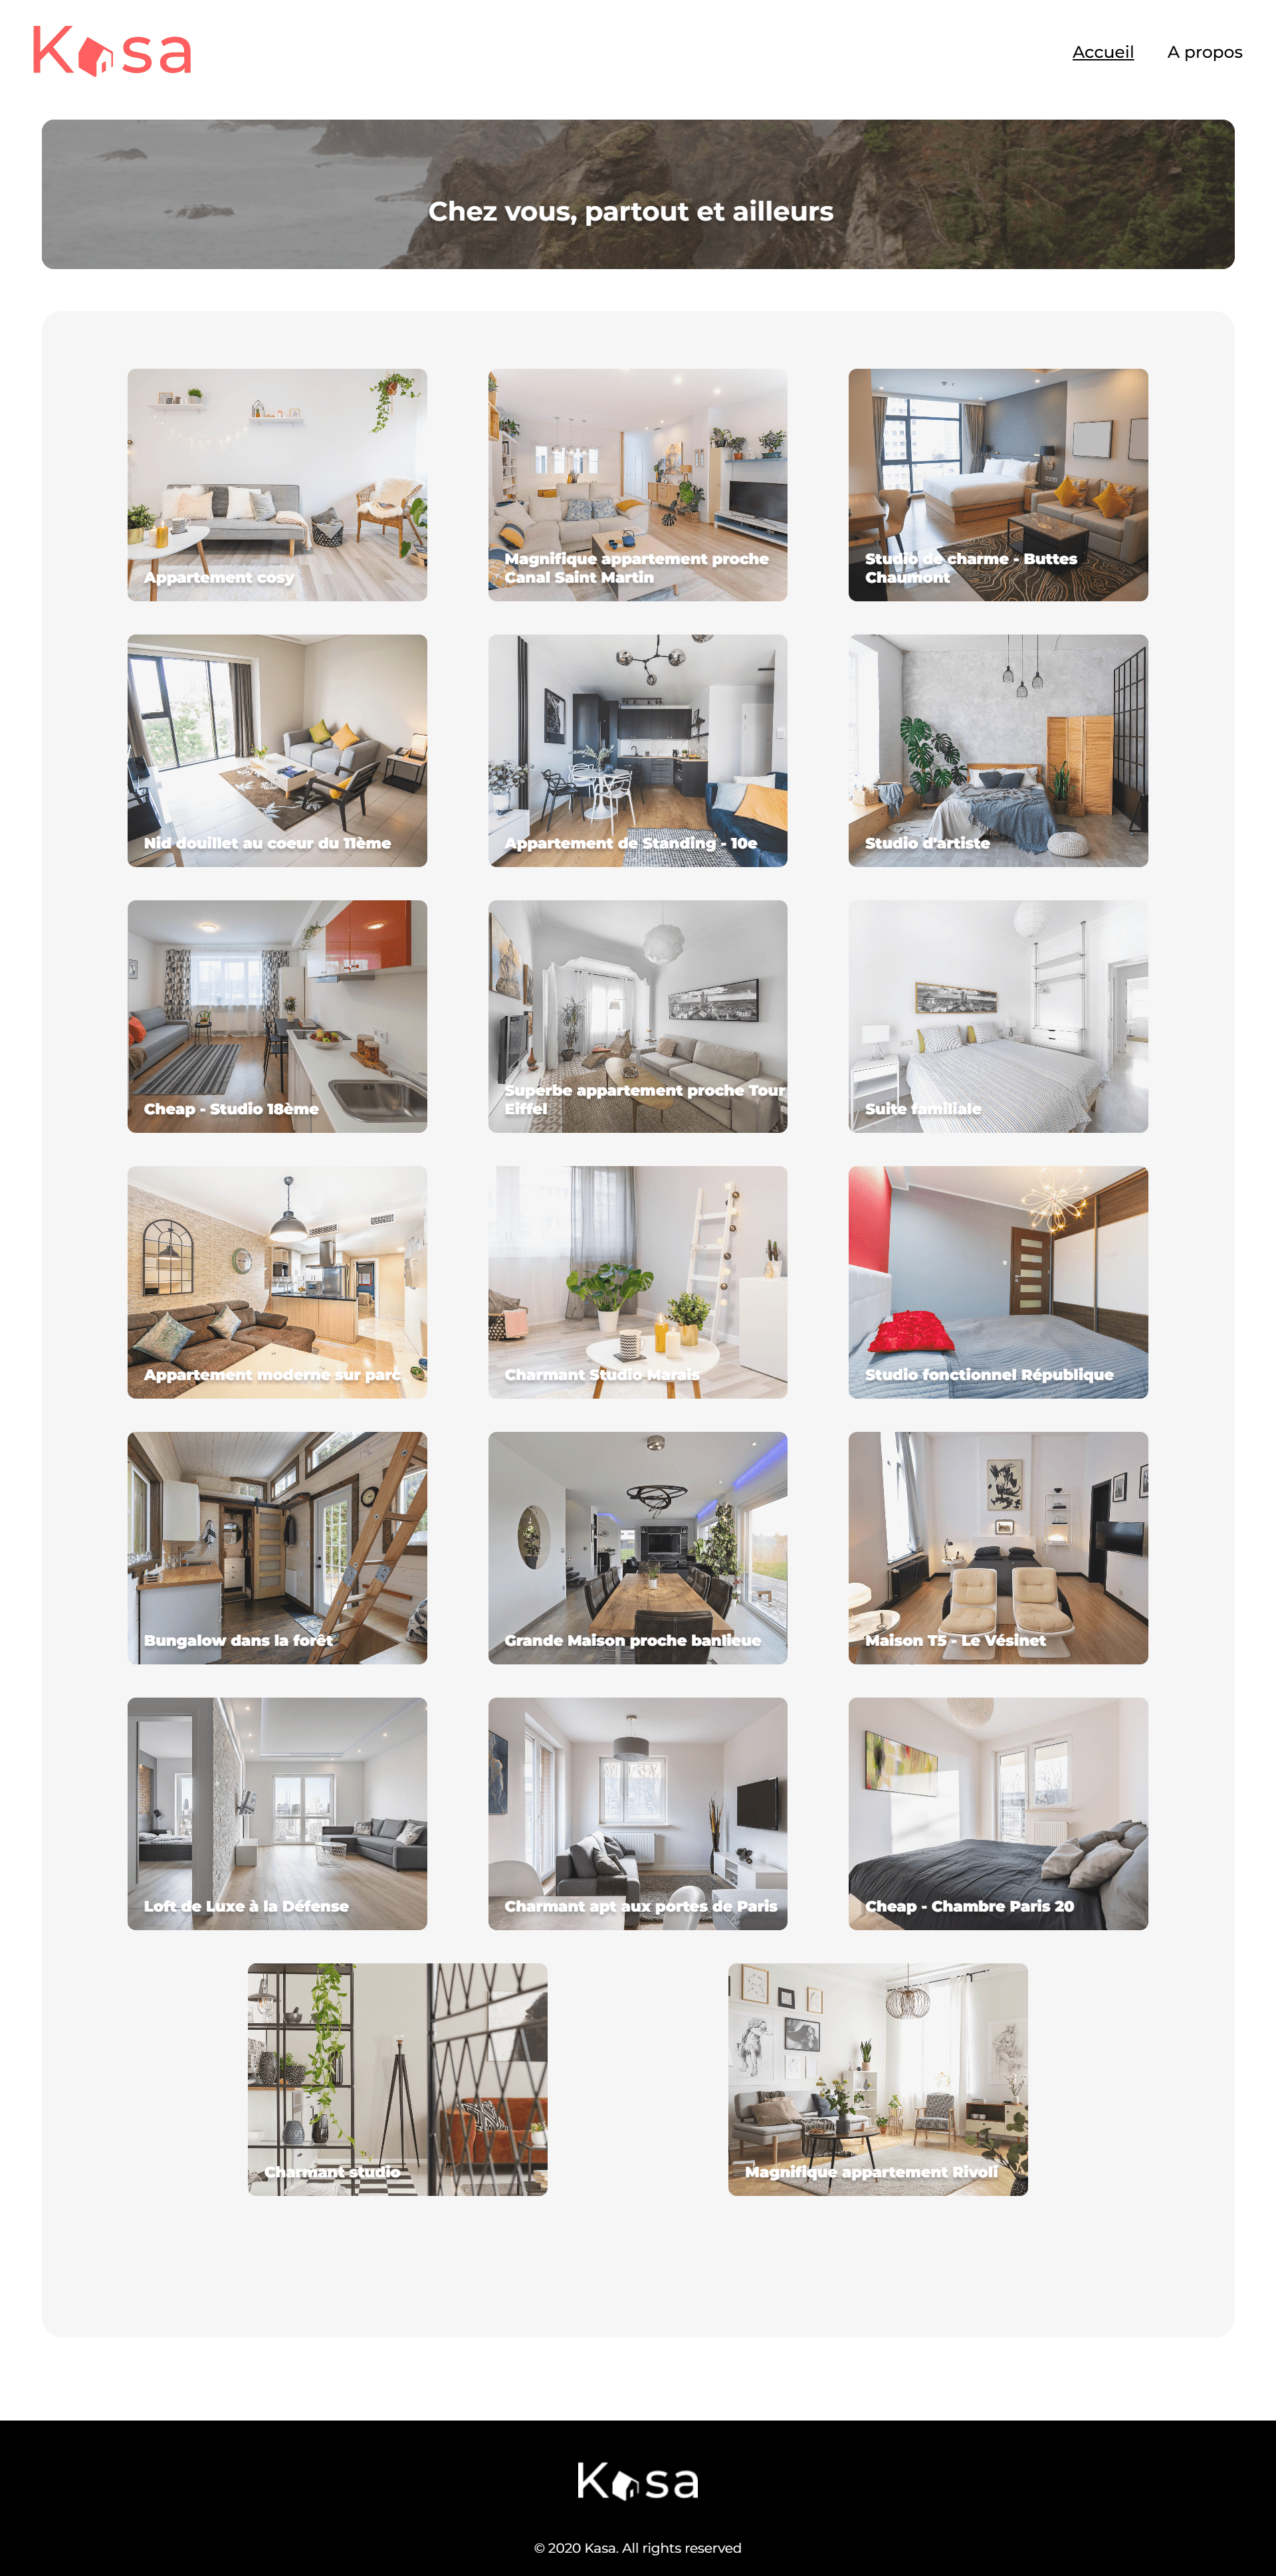 Kasa
Accueil
A propos
Chez vous, partout et ailleurs
Appartement cosy
Magnifique appartement proche
Canal Saint Martin
Studio de charme - Buttes
Chaumont
Nid douillet au coeur du 11ème
Appartement de Standing - 10e
Studio d'artiste
Cheap - Studio 18ème
Superbe appartement proche Tour
Eiffel
Suite familiale
Appartement moderne sur parc
Charmant Studio Marais
Studio fonctionnel République
Bungalow dans la forêt
Grande Maison proche banlieue
Maison T5 - Le Vésinet
Loft de Luxe à la Défense
Charmant apt aux portes de Paris
Cheap - Chambre Paris 20
Charmant studio
Magnifique appartement Rivoli
Kasa
© 2020 Kasa. All rights reserved